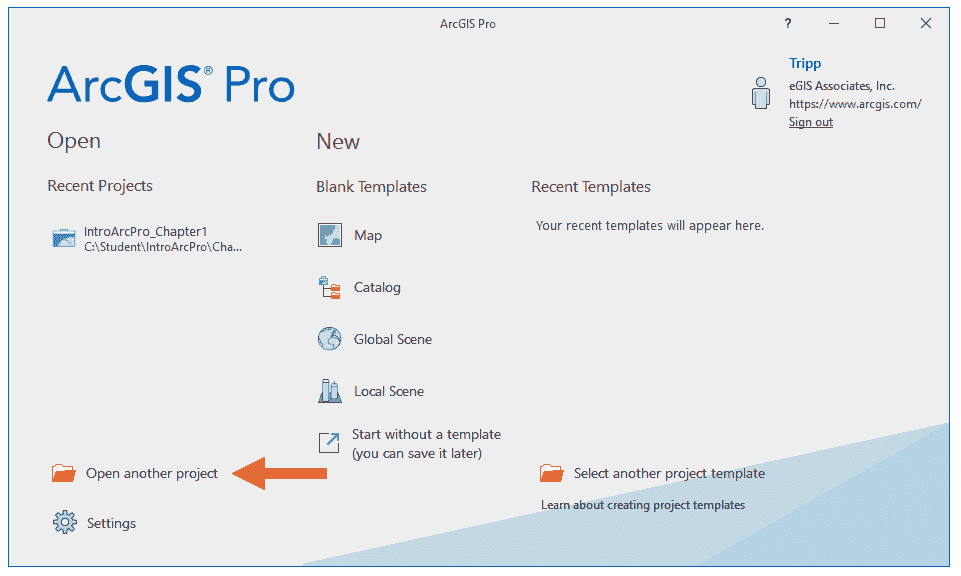 ArcGIS Pro
?
ArcGIS® Pro
Tripp
eGIS Associates, Inc.
https://www.arcgis.com/
Sign out
Open
Recent Projects
IntroArcPro_Chapter1
C:\Student\IntroArcPro\Cha...
Open another project
Settings
New
Blank Templates
Map
Catalog
Global Scene
Local Scene
Start without a template
(you can save it later)
Recent Templates
Your recent templates will appear here.
Select another project template
Learn about creating project templates